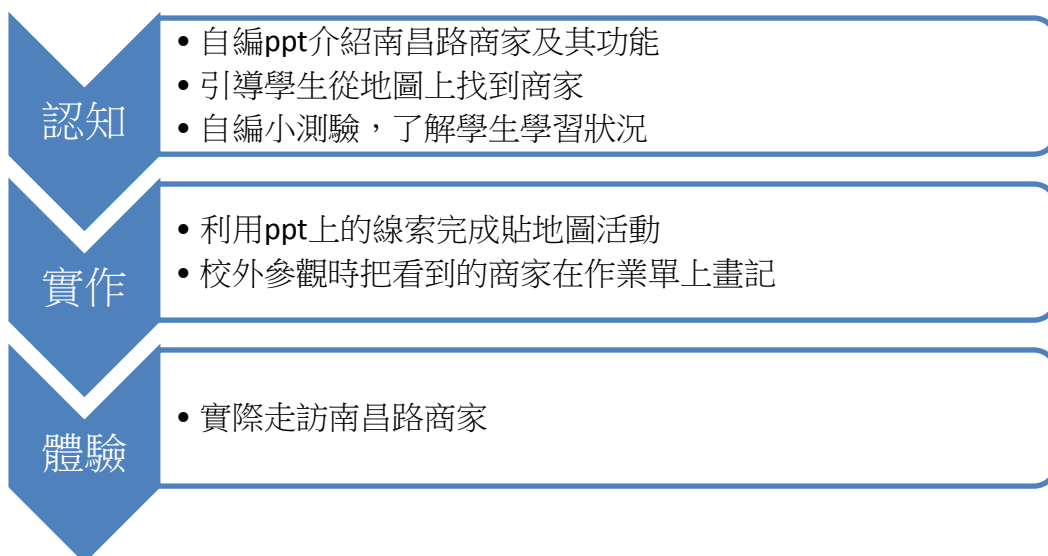 認知
• 自編ppt介紹南昌路商家及其功能
• 引導學生從地圖上找到商家
• 自編小測驗，了解學生學習狀況
實作
• 利用ppt上的線索完成貼地圖活動
• 校外參觀時把看到的商家在作業單上畫記
體驗
• 實際走訪南昌路商家